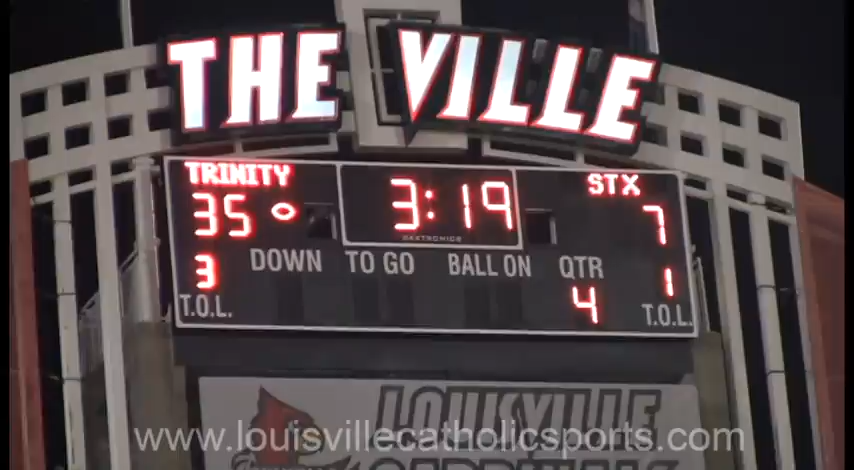 THE VILLE
TRINITY 3:19 STX
35 7
DAKTRONICS
3 DOWN TO GO BALL ON QTR 1
T.O.L. 4 T.O.L.
LOUISVILLE
www.louisvillecatholicsports.com
CARDINALS